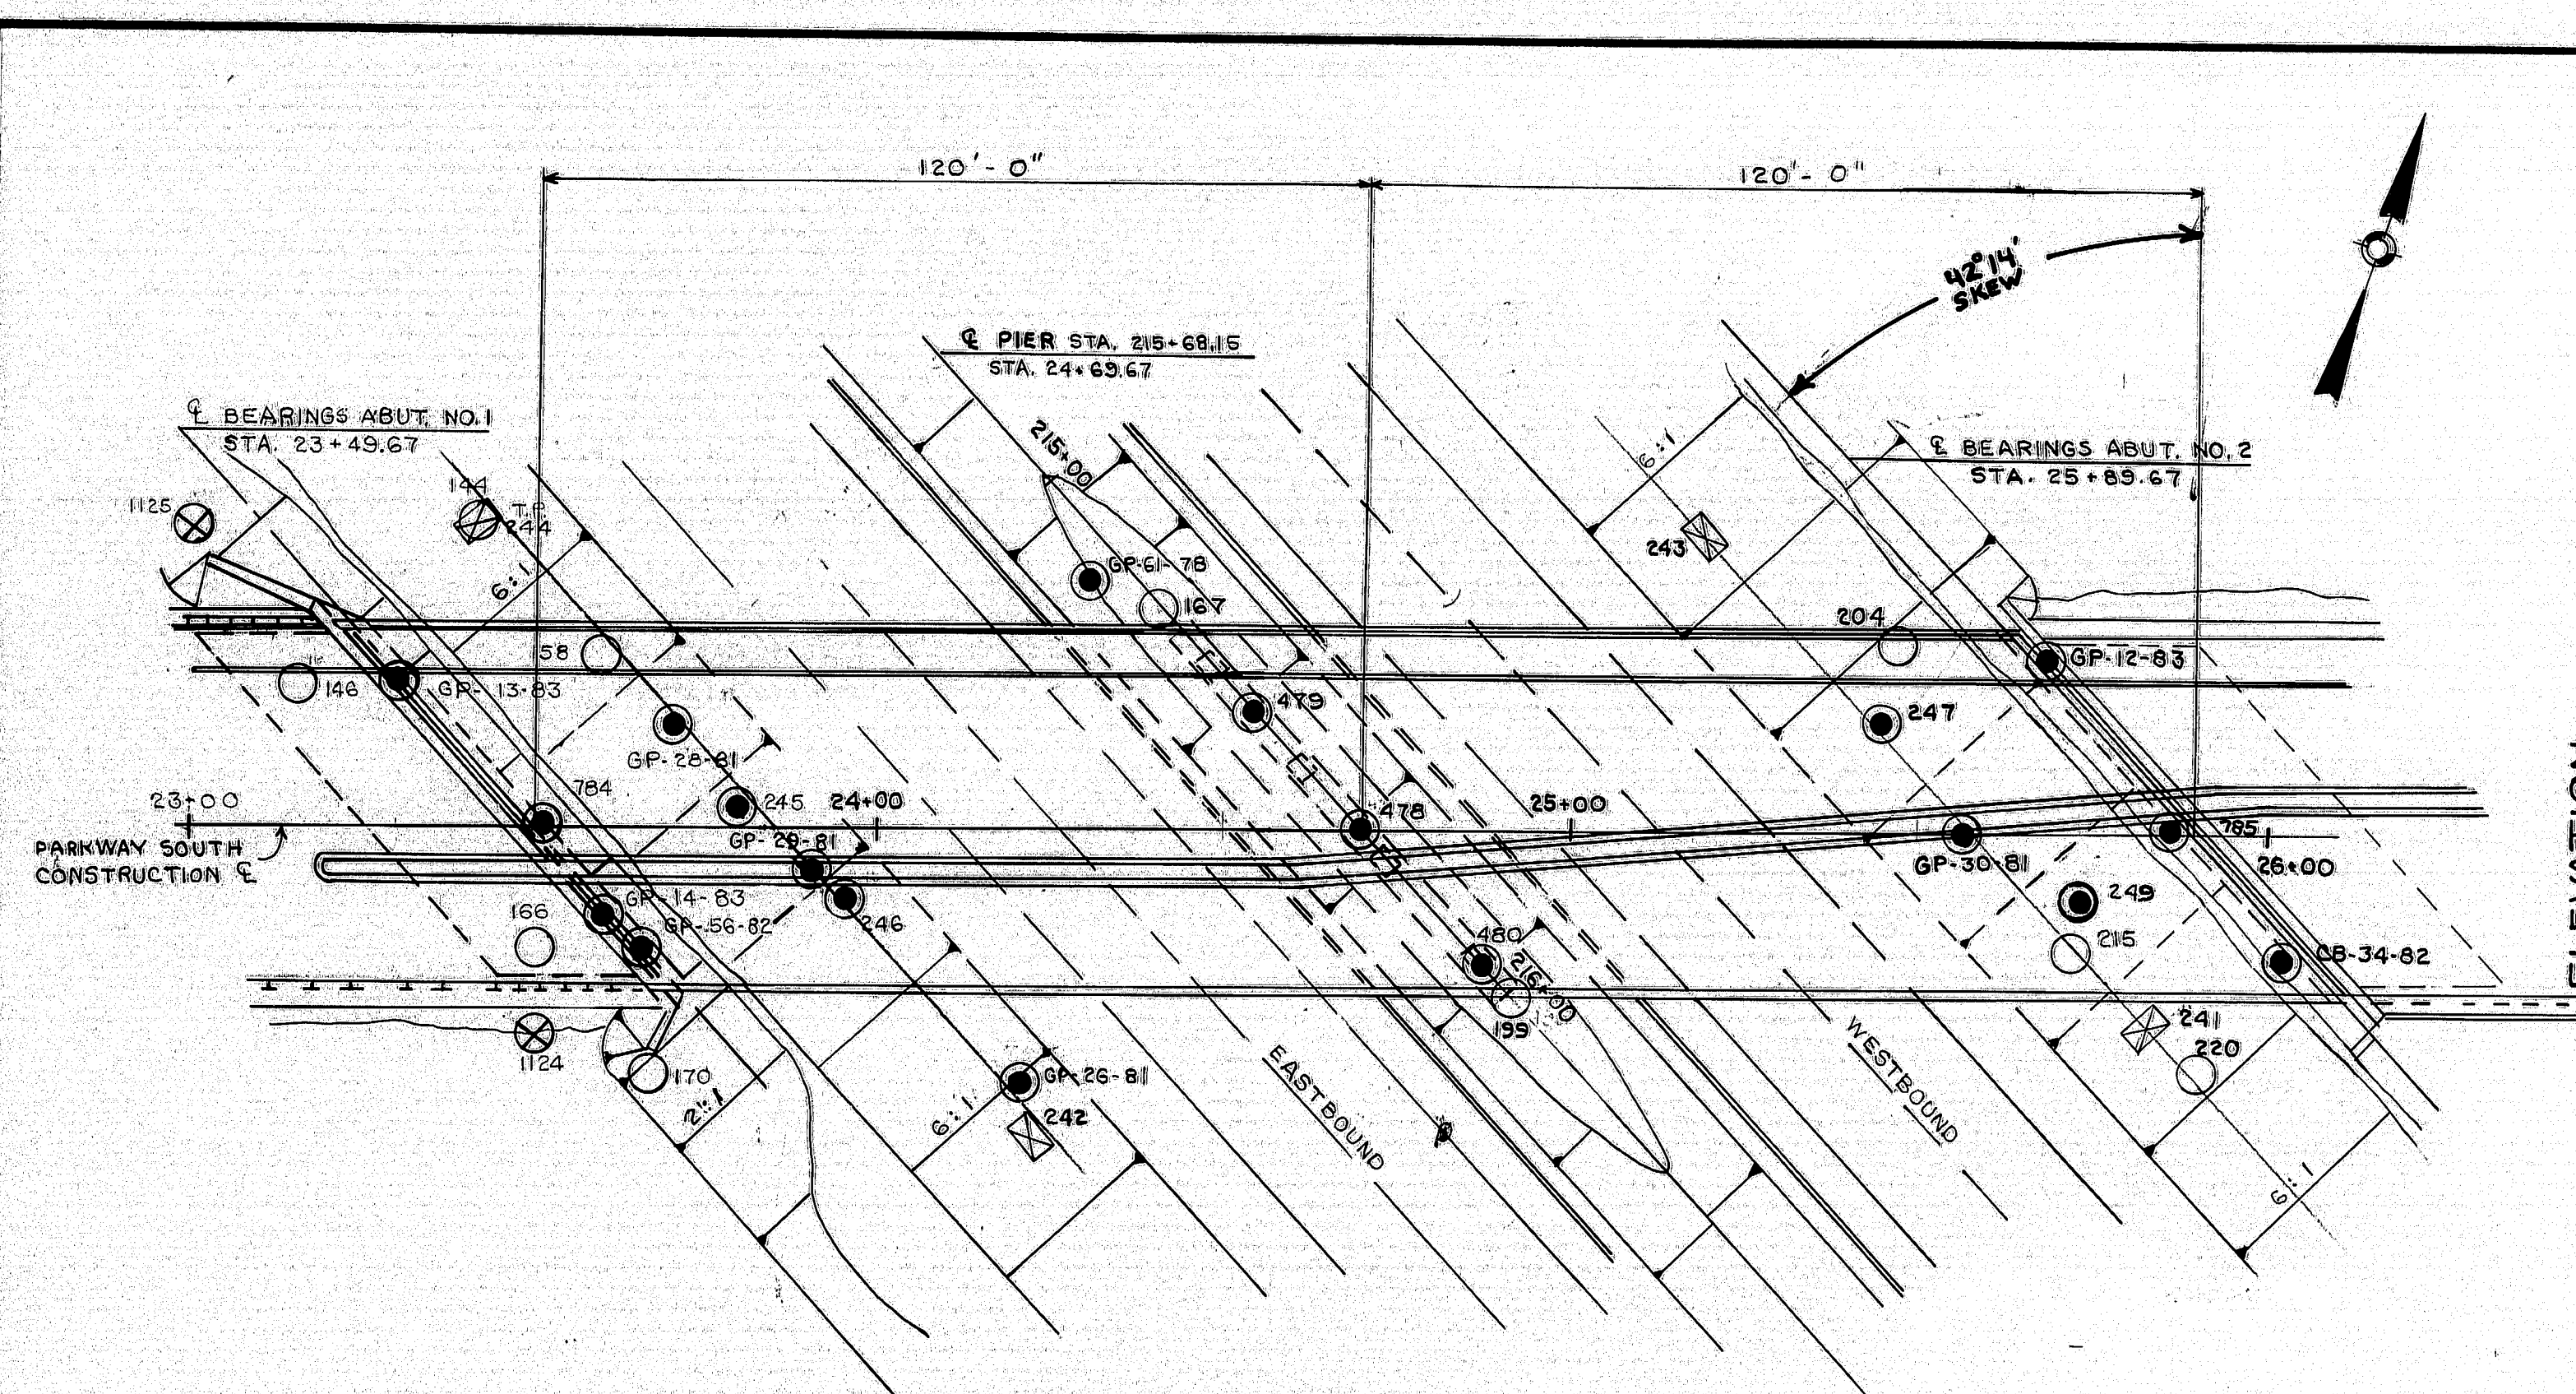 120'-0"
120'-0"
42°14'
SKEW
℄ PIER STA. 215+68.15
STA. 24+69.67
℄ BEARINGS ABUT. NO.1
STA. 23+49.67
℄ BEARINGS ABUT. NO.2
STA. 25+89.67
215+00
6:1
1125
144
T.P.
244
6:1
243
GP-61-78
167
204
158
GP-12-83
146
GP-13-83
479
247
GP-28-81
784
245
24+00
23+00
478
25+00
785
26+00
PARKWAY SOUTH
CONSTRUCTION ℄
GP-29-81
GP-30-81
GP-14-83
249
166
GP-56-82
246
480
215
CB-34-82
216+00
199
241
220
1124
170
2:1
GP-26-81
242
6:1
EASTBOUND
WESTBOUND
6:1